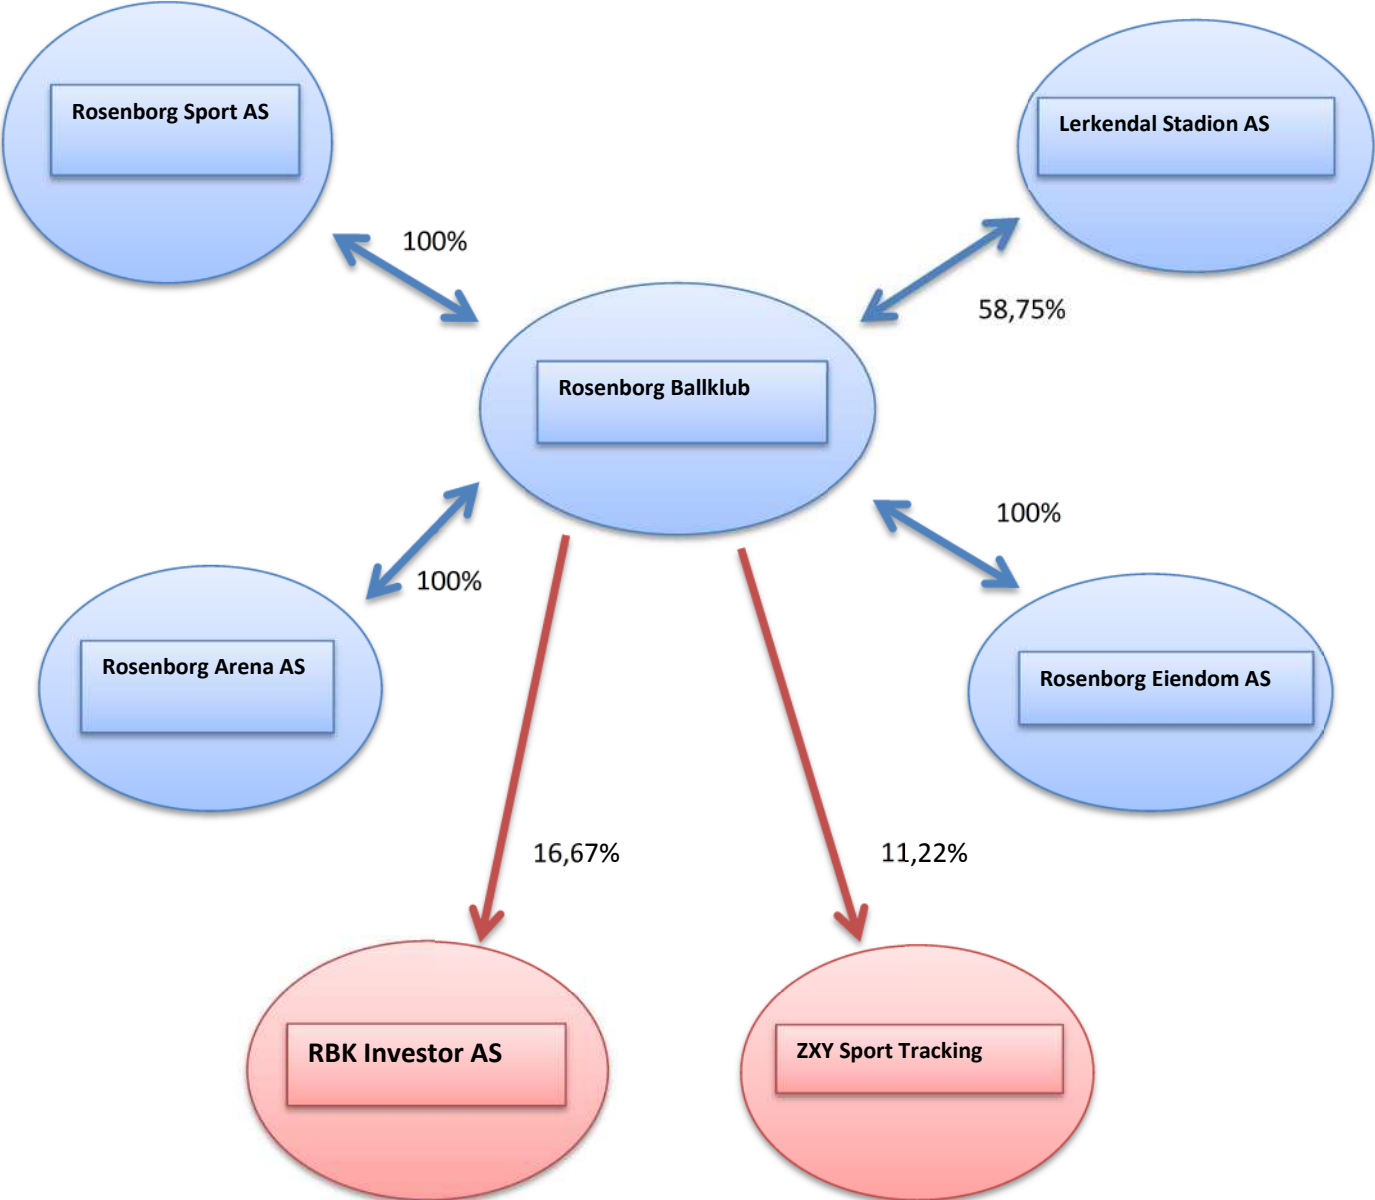 Rosenborg Sport AS
Lerkendal Stadion AS
100%
58,75%
Rosenborg Ballklub
100%
100%
Rosenborg Arena AS
Rosenborg Eiendom AS
16,67%
11,22%
RBK Investor AS
ZXY Sport Tracking